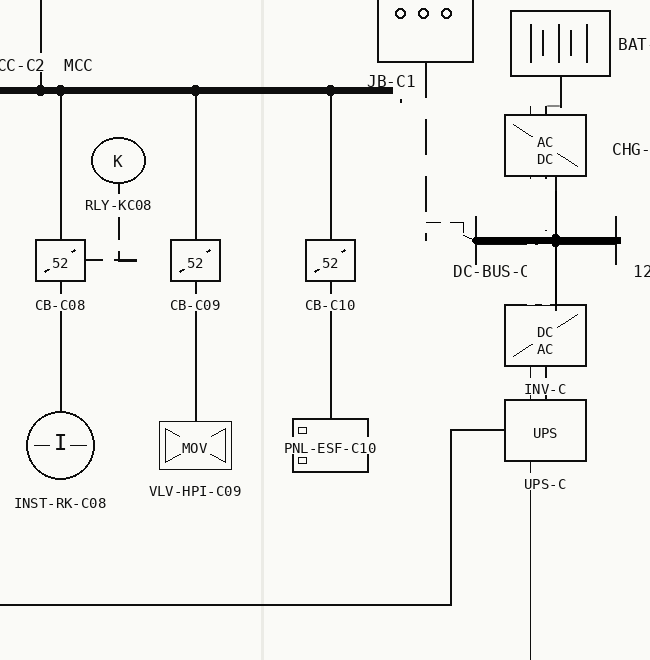 BAT-
CC-C2 MCC
JB-C1
AC
DC
CHG-
K
RLY-KC08
52
52
52
DC-BUS-C
12
CB-C08
CB-C09
CB-C10
DC
AC
INV-C
I
MOV
PNL-ESF-C10
UPS
INST-RK-C08
VLV-HPI-C09
UPS-C